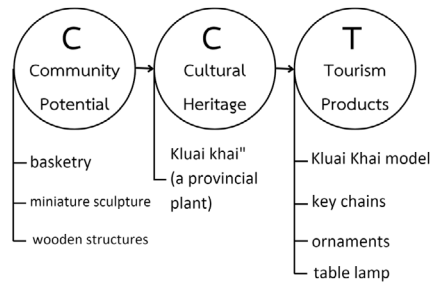 C
Community
Potential
C
Cultural
Heritage
T
Tourism
Products
basketry
miniature sculpture
wooden structures
Kluai khai"
(a provincial
plant)
Kluai Khai model
key chains
ornaments
table lamp